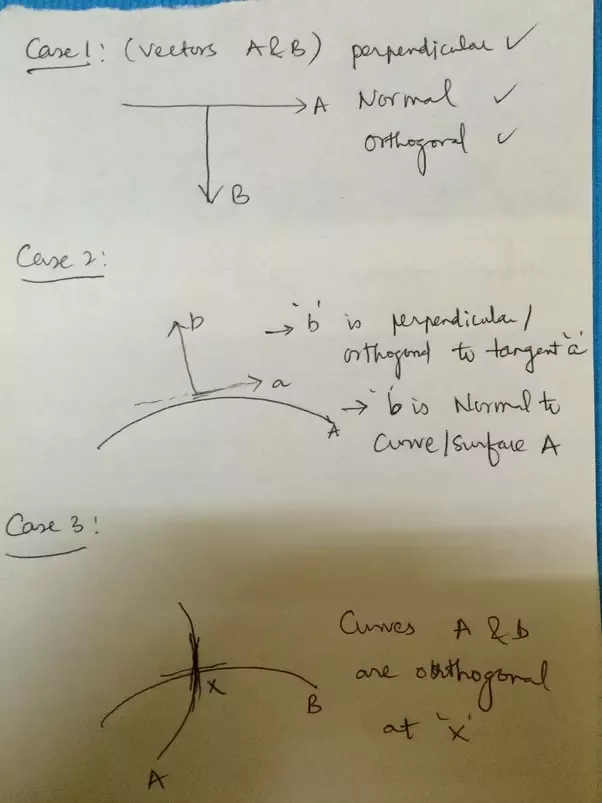 Case 1: (Vectors A & B) perpendicular ✓
A Normal ✓
Orthogonal ✓
B
Case 2:
b → 'b' is perpendicular/
orthogonal to tangent 'a'
a
→ 'b' is Normal to
A
Curve/Surface A
Case 3:
Curves A & B
are orthogonal
X
B
at 'x'
A